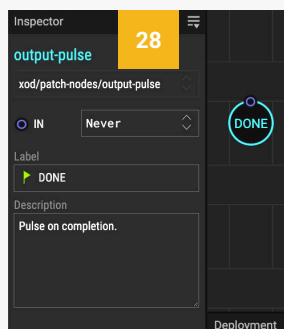 Inspector
28
output-pulse
xod/patch-nodes/output-pulse
IN
Never
DONE
Label
DONE
Description
Pulse on completion.
Deployment